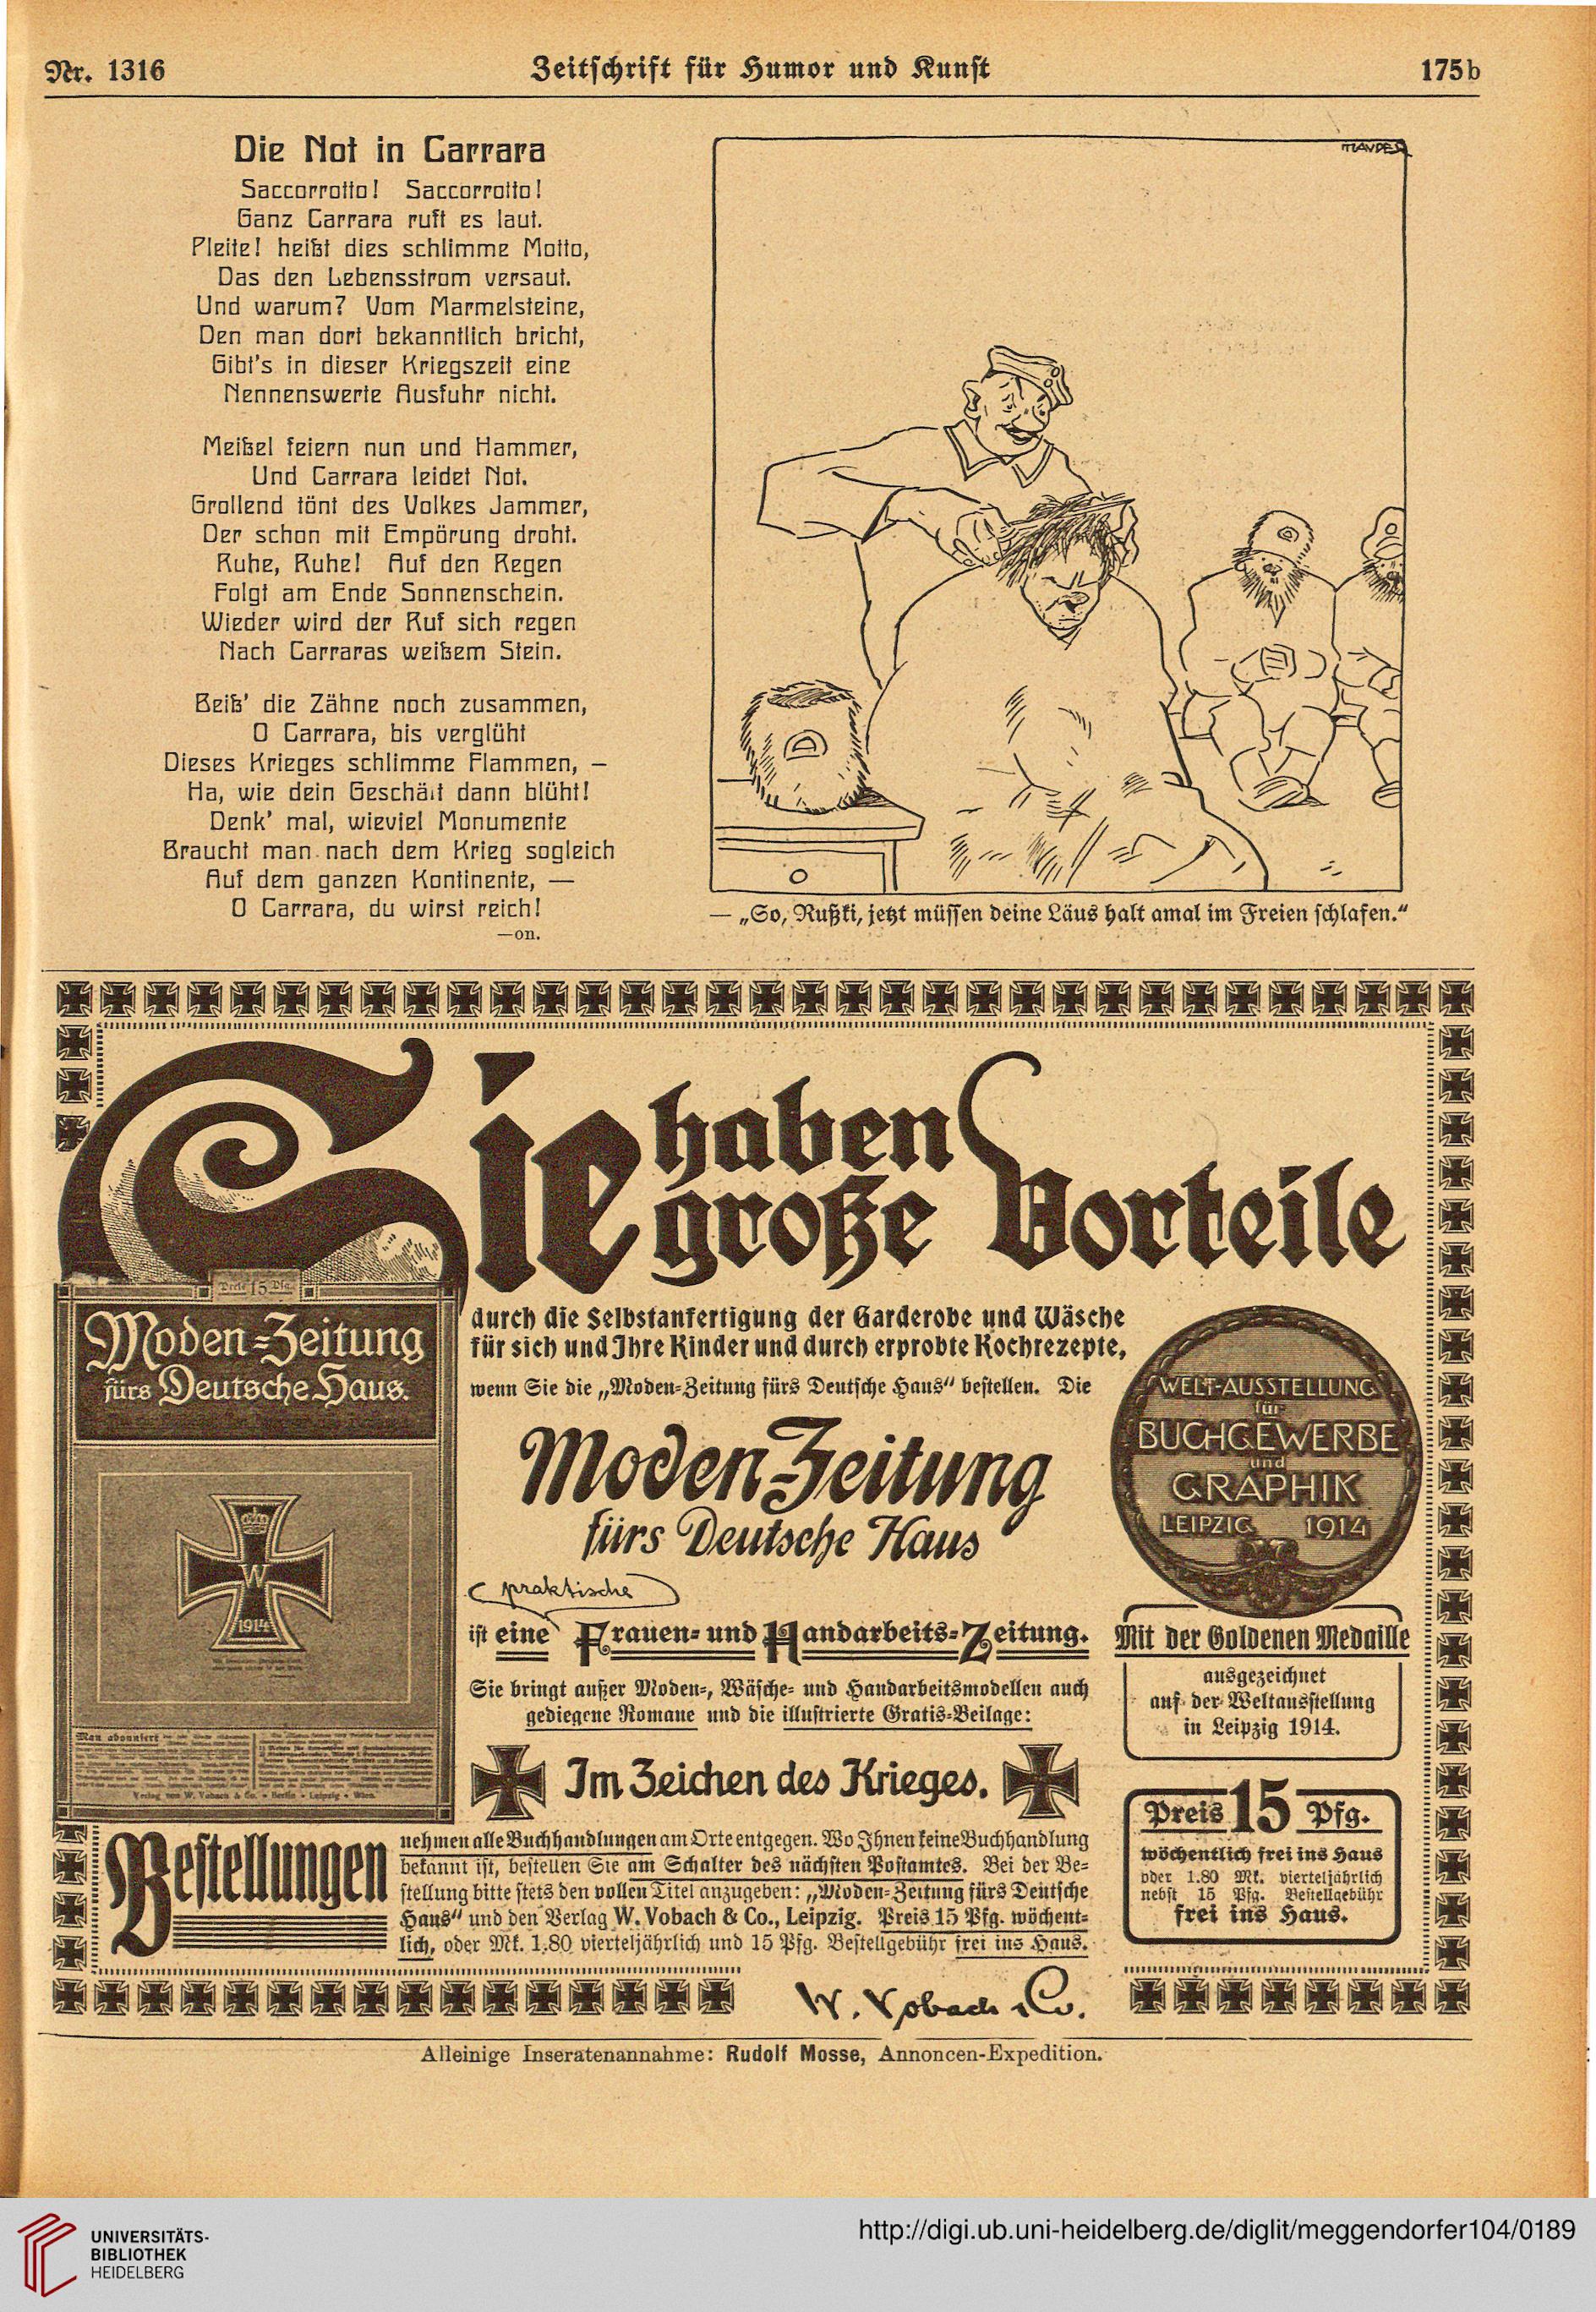 Nr. 1316
Zeitschrift für Humor und Kunst
175b
Die Not in Carrara
Saccorrotto! Saccorrotto!
Ganz Carrara ruft es laut.
Pleite! heißt dies schlimme Motto,
Das den Lebensstrom versaut.
Und warum? Vom Marmelsteine,
Den man dort bekanntlich bricht,
Gibt's in dieser Kriegszeit eine
Nennenswerte Ausfuhr nicht.
Meißel feiern nun und Hammer,
Und Carrara leidet Not.
Grollend tönt des Volkes Jammer,
Der schon mit Empörung droht.
Ruhe, Ruhe! Auf den Regen
Folgt am Ende Sonnenschein.
Wieder wird der Ruf sich regen
Nach Carraras weißem Stein.
Beiß' die Zähne noch zusammen,
O Carrara, bis verglüht
Dieses Krieges schlimme Flammen, —
Ha, wie dein Geschäft dann blüht!
Denk' mal, wieviel Monumente
Braucht man nach dem Krieg sogleich
Auf dem ganzen Kontinente, —
O Carrara, du wirst reich!
—on.
— „So, Rußki, jetzt müssen deine Läus halt amal im Freien schlafen."
Sie haben
große Vorteile
durch die Selbstanfertigung der Garderobe und Wäsche
für sich und Ihre Kinder und durch erprobte Kochrezepte,
wenn Sie die „Moden-Zeitung fürs Deutsche Haus" bestellen. Die
Moden-Zeitung
fürs Deutsche Haus
praktische
ist eine Frauen- und Handarbeits-Zeitung.
Sie bringt außer Moden-, Wäsche- und Handarbeitsmodellen auch
gediegene Romane und die illustrierte Gratis-Beilage:
Im Zeichen des Krieges.
Preis 15 Pfg.
Moden-Zeitung
fürs Deutsche Haus.
W
1914
Man abonniert
Verlag von W. Vobach & Co. • Berlin • Leipzig • Wien.
WELT-AUSSTELLUNG
für
BUCHGEWERBE
und
GRAPHIK
LEIPZIG 1914
Mit der Goldenen Medaille
ausgezeichnet
auf der Weltausstellung
in Leipzig 1914.
Preis 15 Pfg.
wöchentlich frei ins Haus
oder 1.80 Mk. vierteljährlich
nebst 15 Pfg. Bestellgebühr
frei ins Haus.
Bestellungen
nehmen alle Buchhandlungen am Orte entgegen. Wo Ihnen keine Buchhandlung
bekannt ist, bestellen Sie am Schalter des nächsten Postamtes. Bei der Be-
stellung bitte stets den vollen Titel anzugeben: „Moden-Zeitung fürs Deutsche
Haus" und den Verlag W. Vobach & Co., Leipzig. Preis 15 Pfg. wöchent-
lich, oder Mk. 1.80 vierteljährlich und 15 Pfg. Bestellgebühr frei ins Haus.
W. Vobach & Co.
Alleinige Inseratenannahme: Rudolf Mosse, Annoncen-Expedition.
UNIVERSITÄTS-
BIBLIOTHEK
HEIDELBERG
http://digi.ub.uni-heidelberg.de/diglit/meggendorfer104/0189